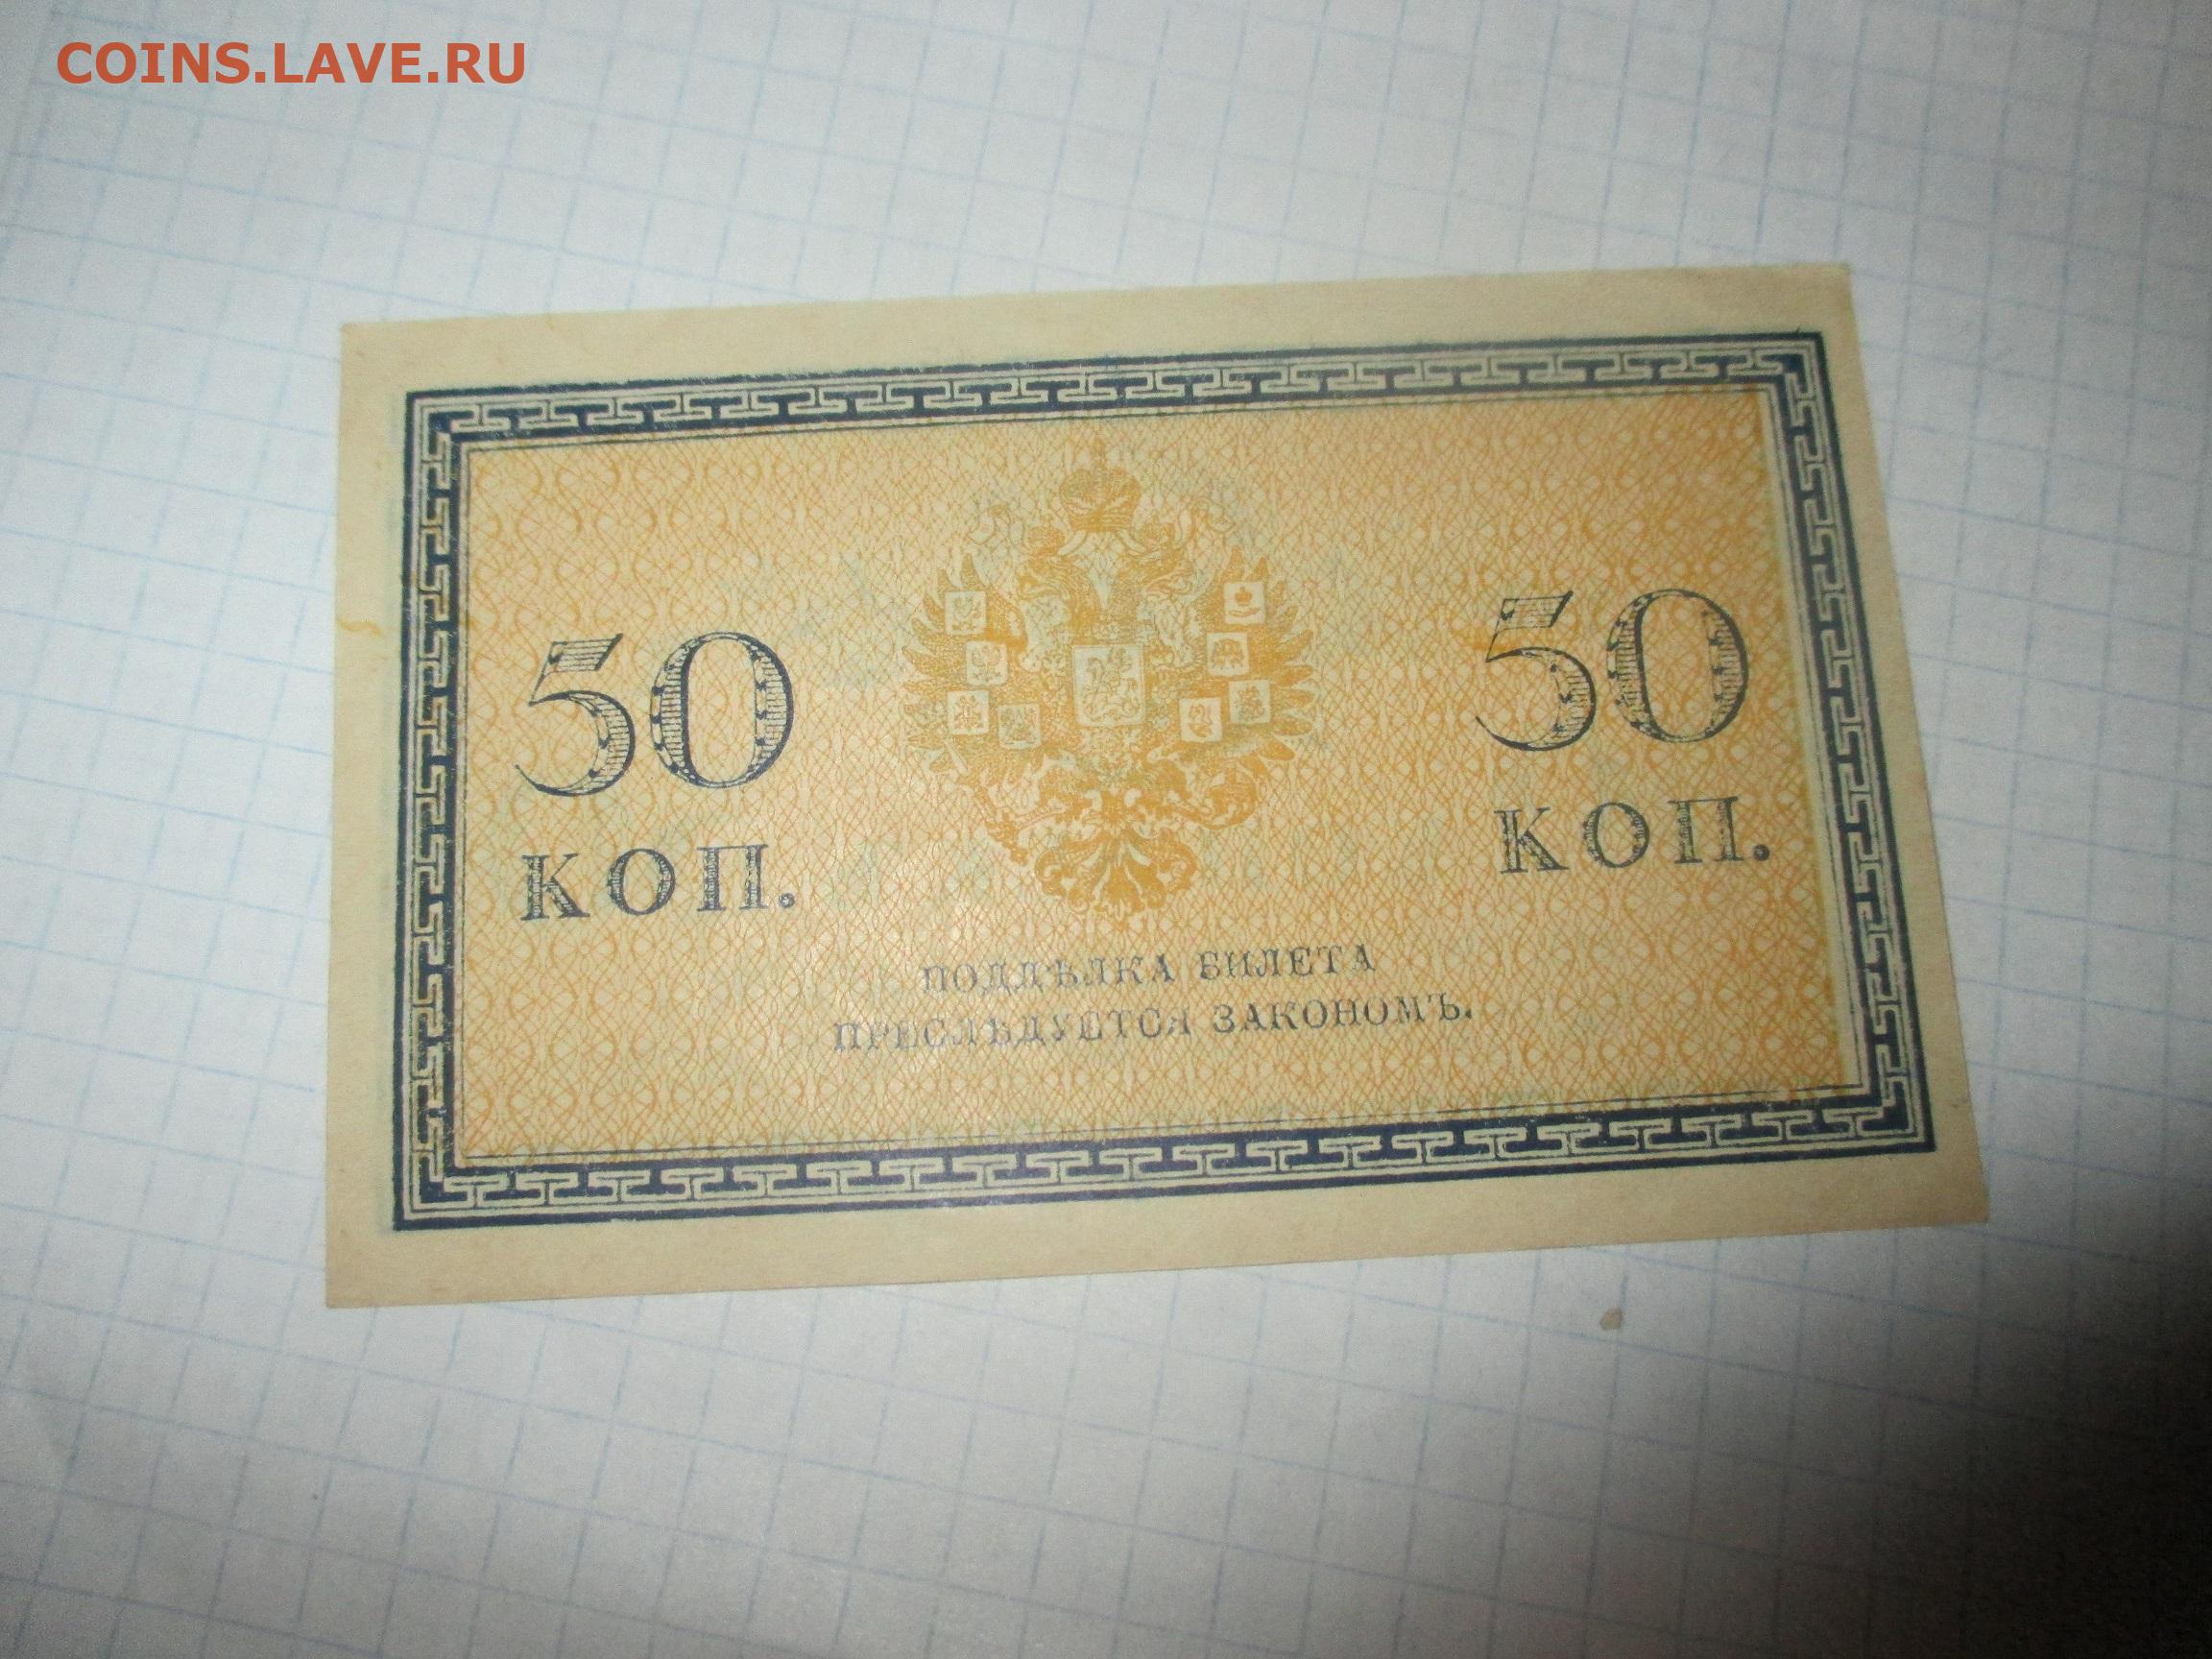 COINS.LAVE.RU
50 50
КОП. КОП.
ПОДДѢЛКА БИЛЕТА
ПРЕСЛѢДУЕТСЯ ЗАКОНОМЪ.